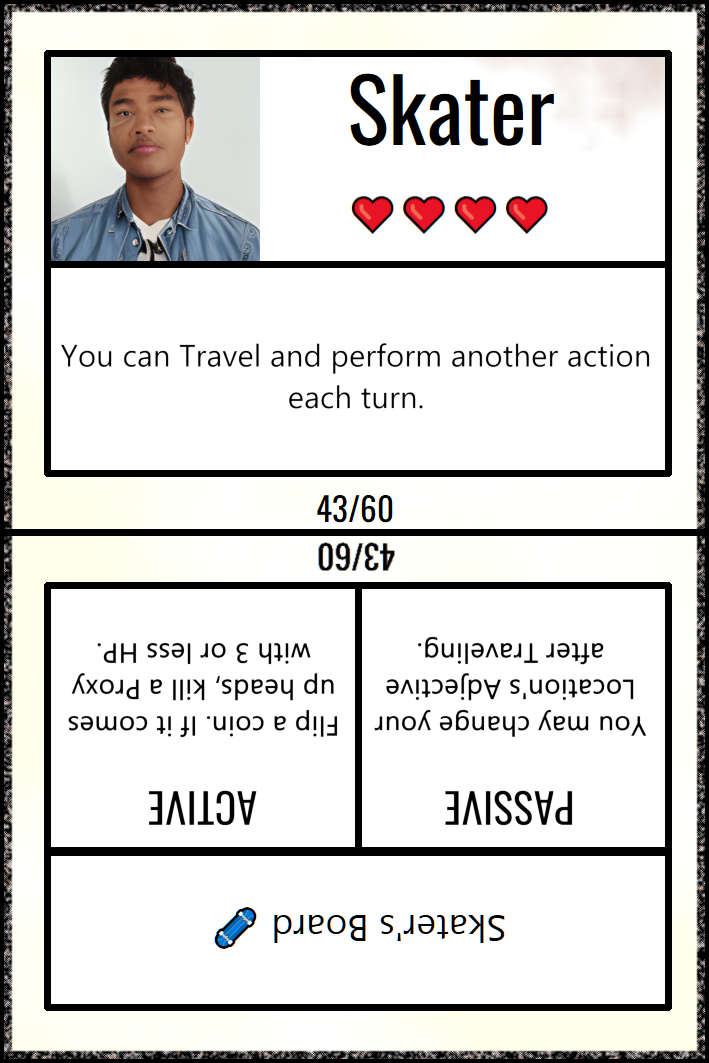 Skater
You can Travel and perform another action
each turn.
43/60
43/60
Skater's Board
PASSIVE
You may change your
Location's Adjective
after Traveling.
ACTIVE
Flip a coin. If it comes
up heads, kill a Proxy
with 3 or less HP.